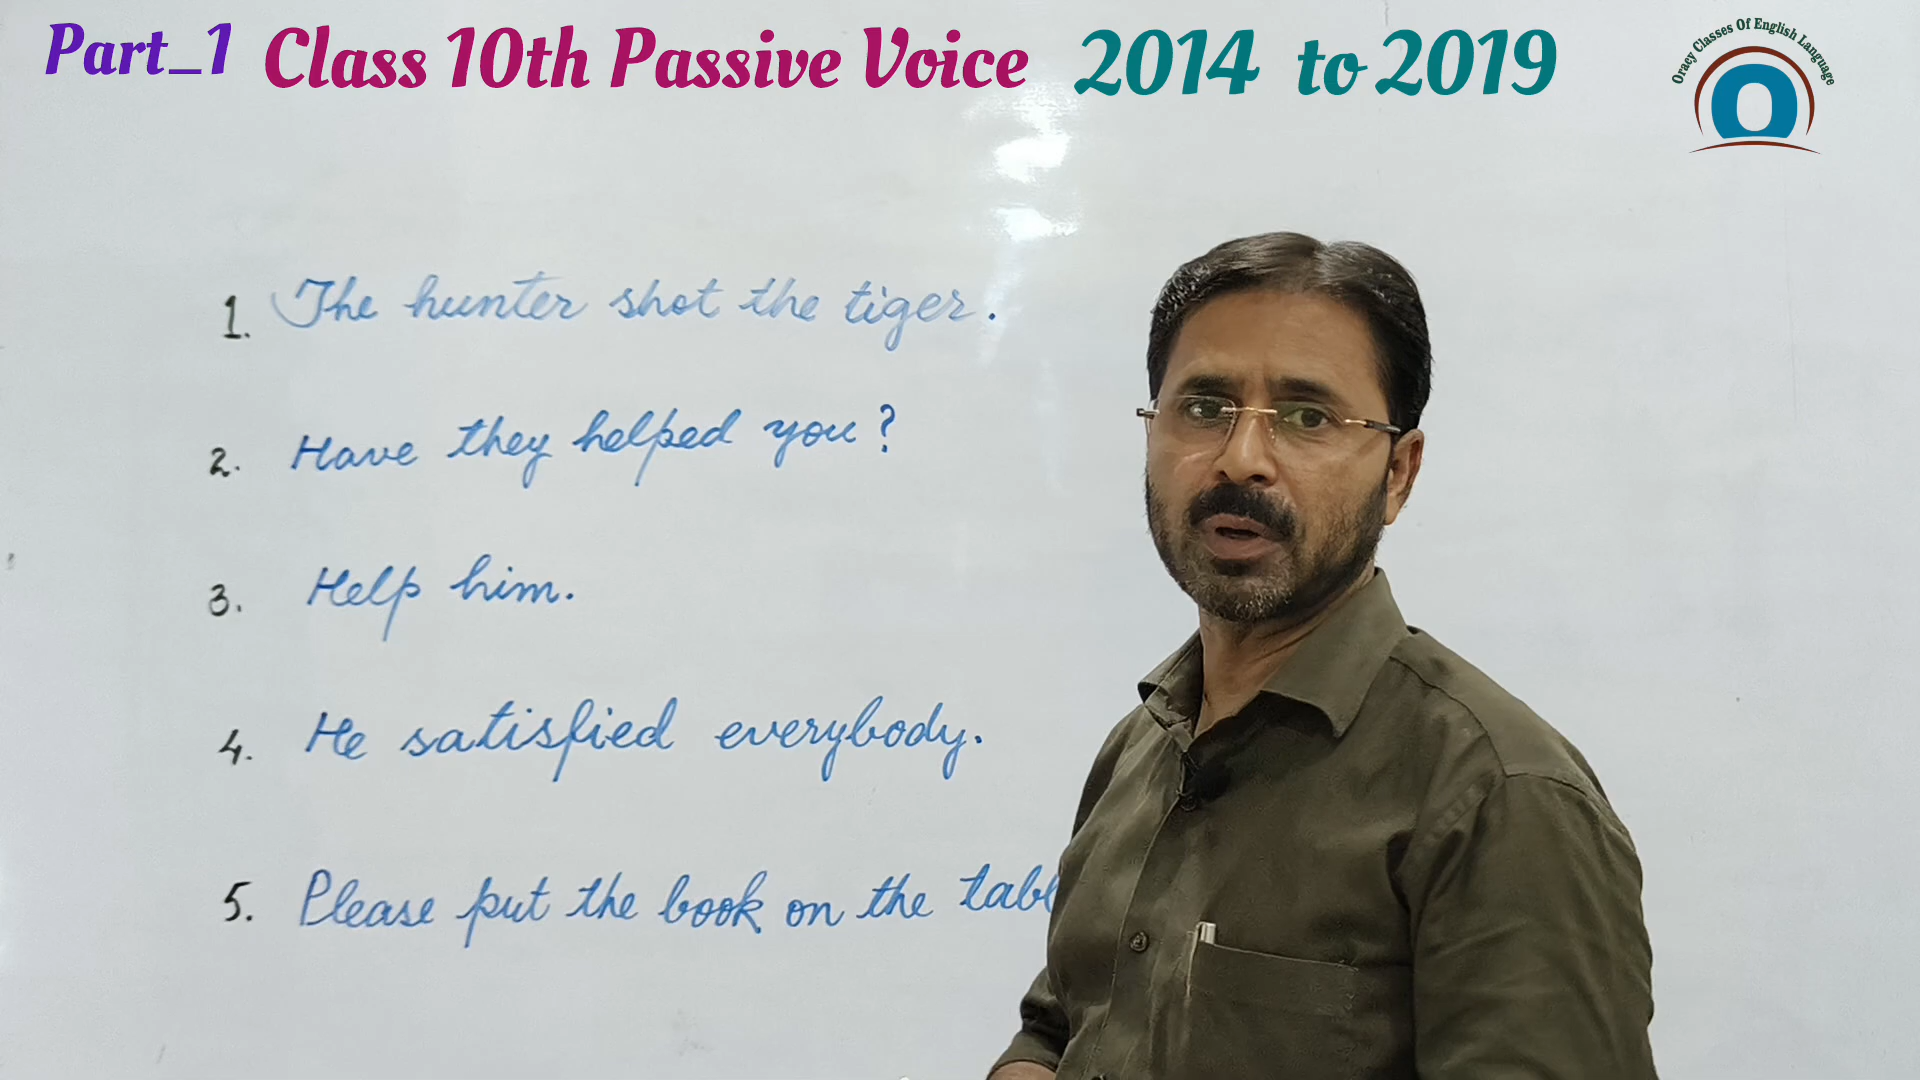 Part_1 Class 10th Passive Voice 2014 to 2019
Oracy Classes Of English Language
O
1. The hunter shot the tiger.
2. Have they helped you?
3. Help him.
4. He satisfied everybody.
5. Please put the book on the